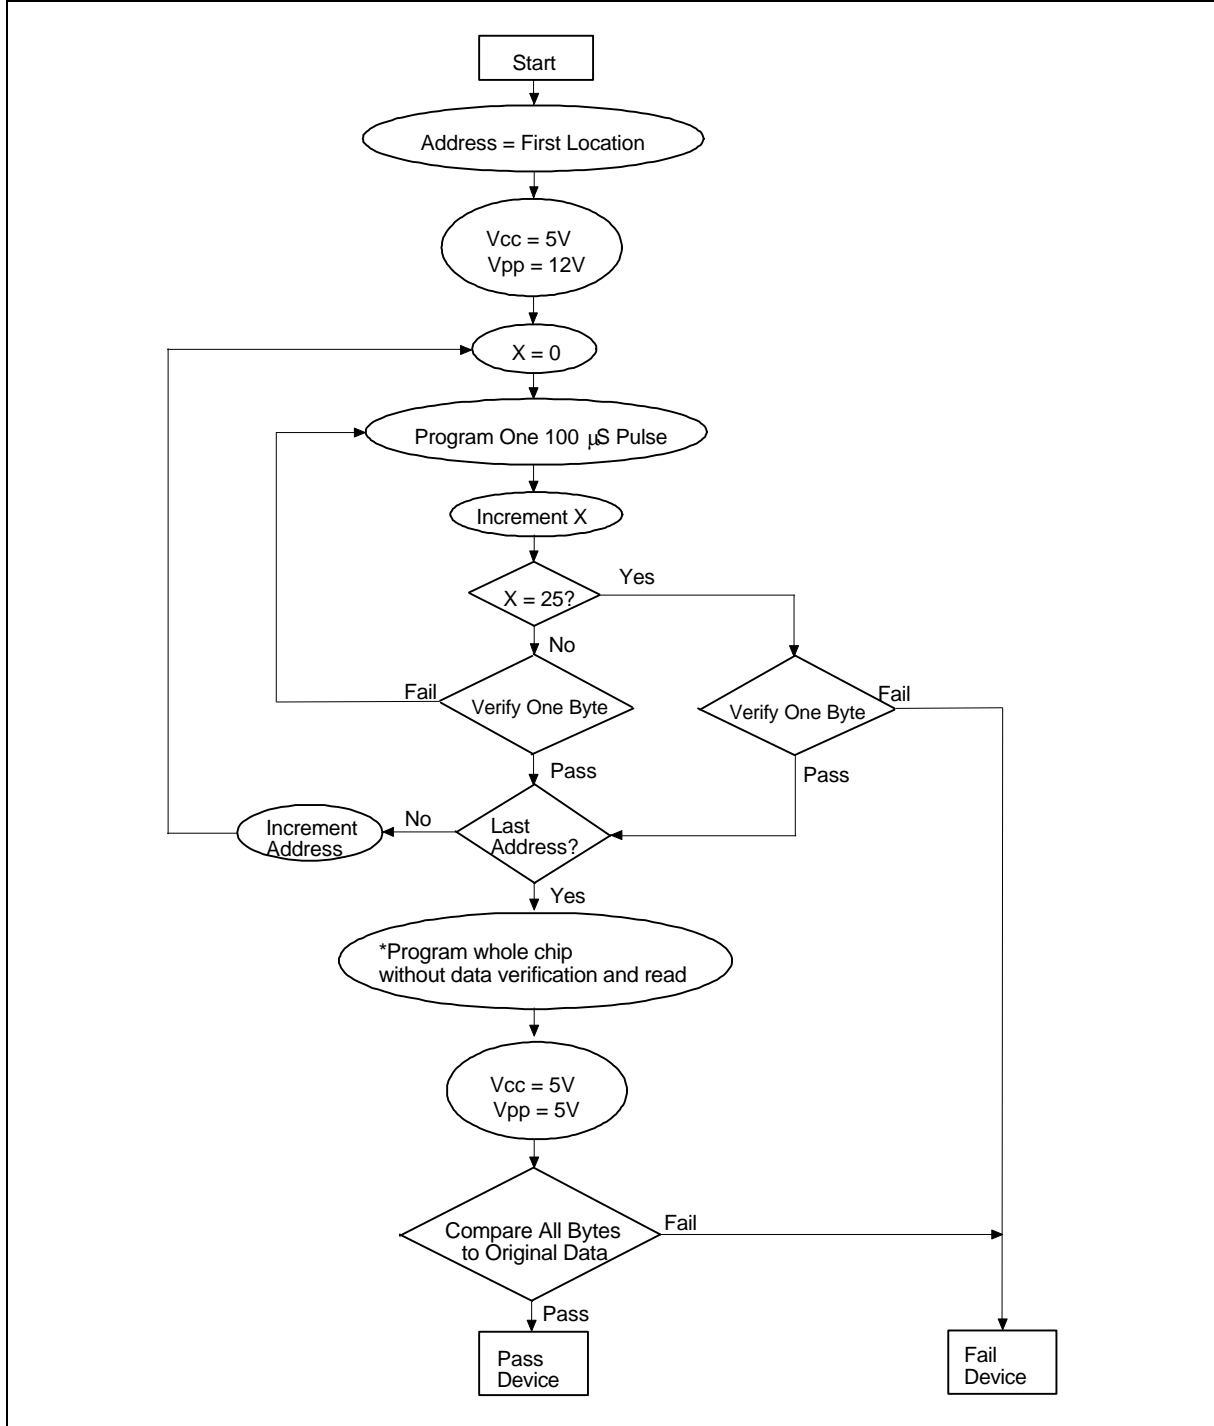 Start
Address = First Location
Vcc = 5V
Vpp = 12V
X = 0
Program One 100 µS Pulse
Increment X
X = 25?
Yes
No
Fail
Verify One Byte
Verify One Byte
Fail
Pass
Pass
Increment
Address
No
Last
Address?
Yes
*Program whole chip
without data verification and read
Vcc = 5V
Vpp = 5V
Compare All Bytes
to Original Data
Fail
Pass
Pass
Device
Fail
Device